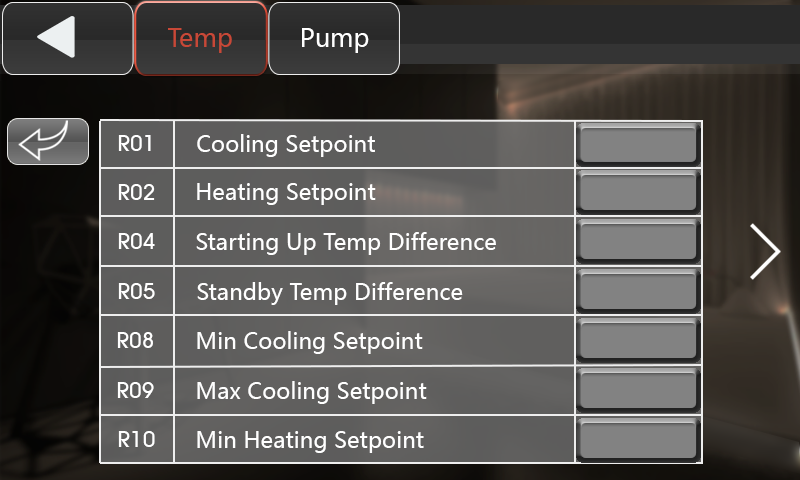 Temp
Pump
R01 Cooling Setpoint
R02 Heating Setpoint
R04 Starting Up Temp Difference
R05 Standby Temp Difference
R08 Min Cooling Setpoint
R09 Max Cooling Setpoint
R10 Min Heating Setpoint